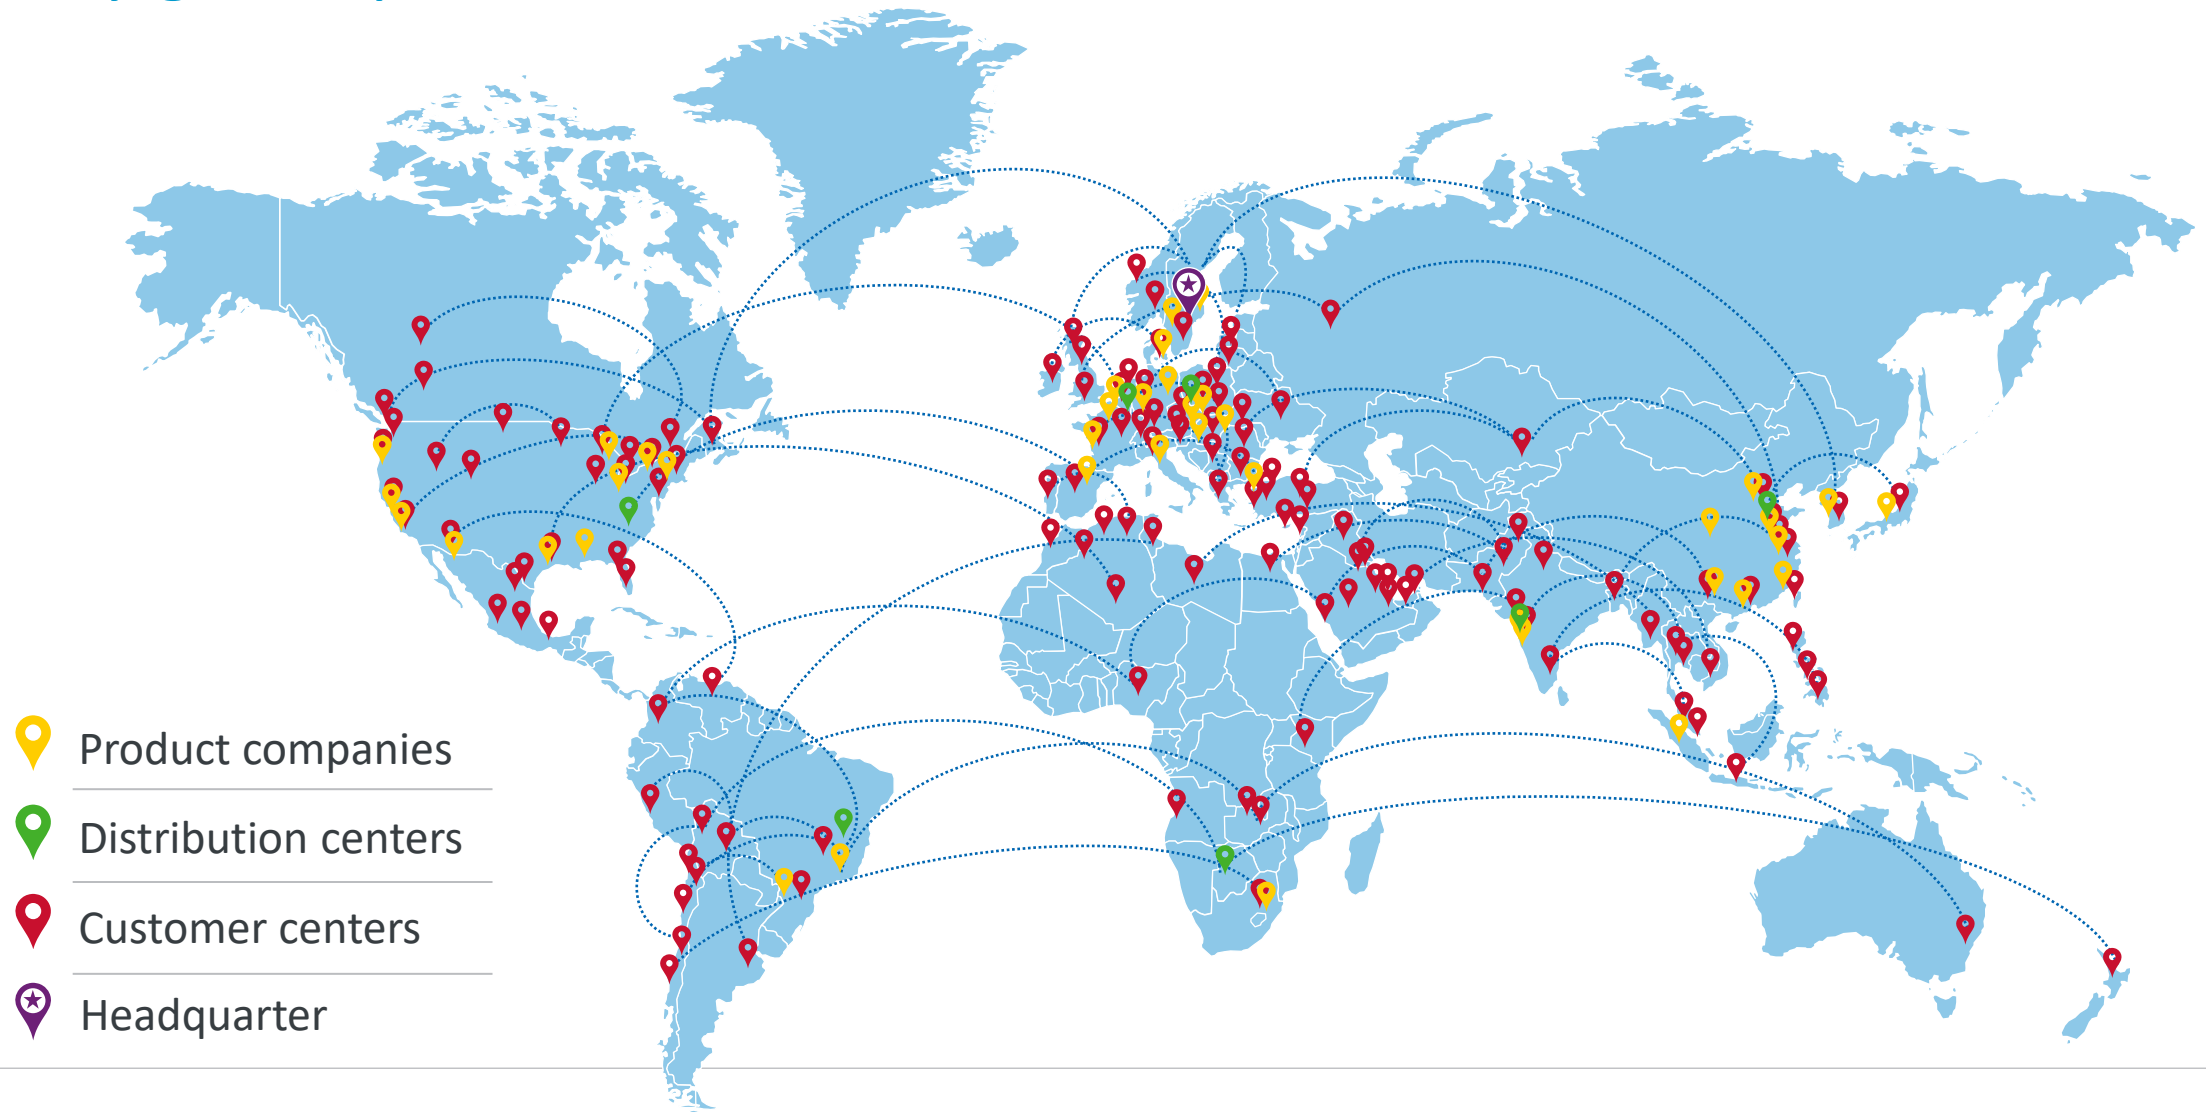 Product companies
Distribution centers
Customer centers
Headquarter